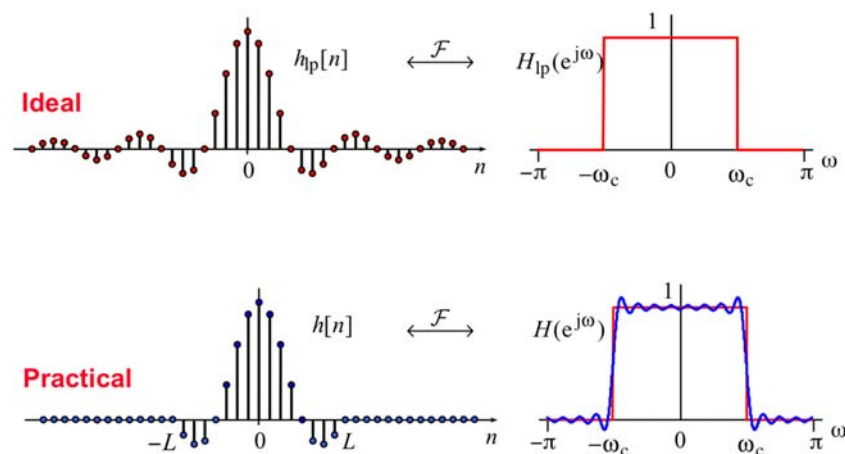 1
h_lp[n]
ℱ
H_lp(e^jω)
Ideal
0
n
−π
−ω_c
0
ω_c
π
ω
1
h[n]
ℱ
H(e^jω)
Practical
−L
0
L
n
−π
−ω_c
0
ω_c
π
ω